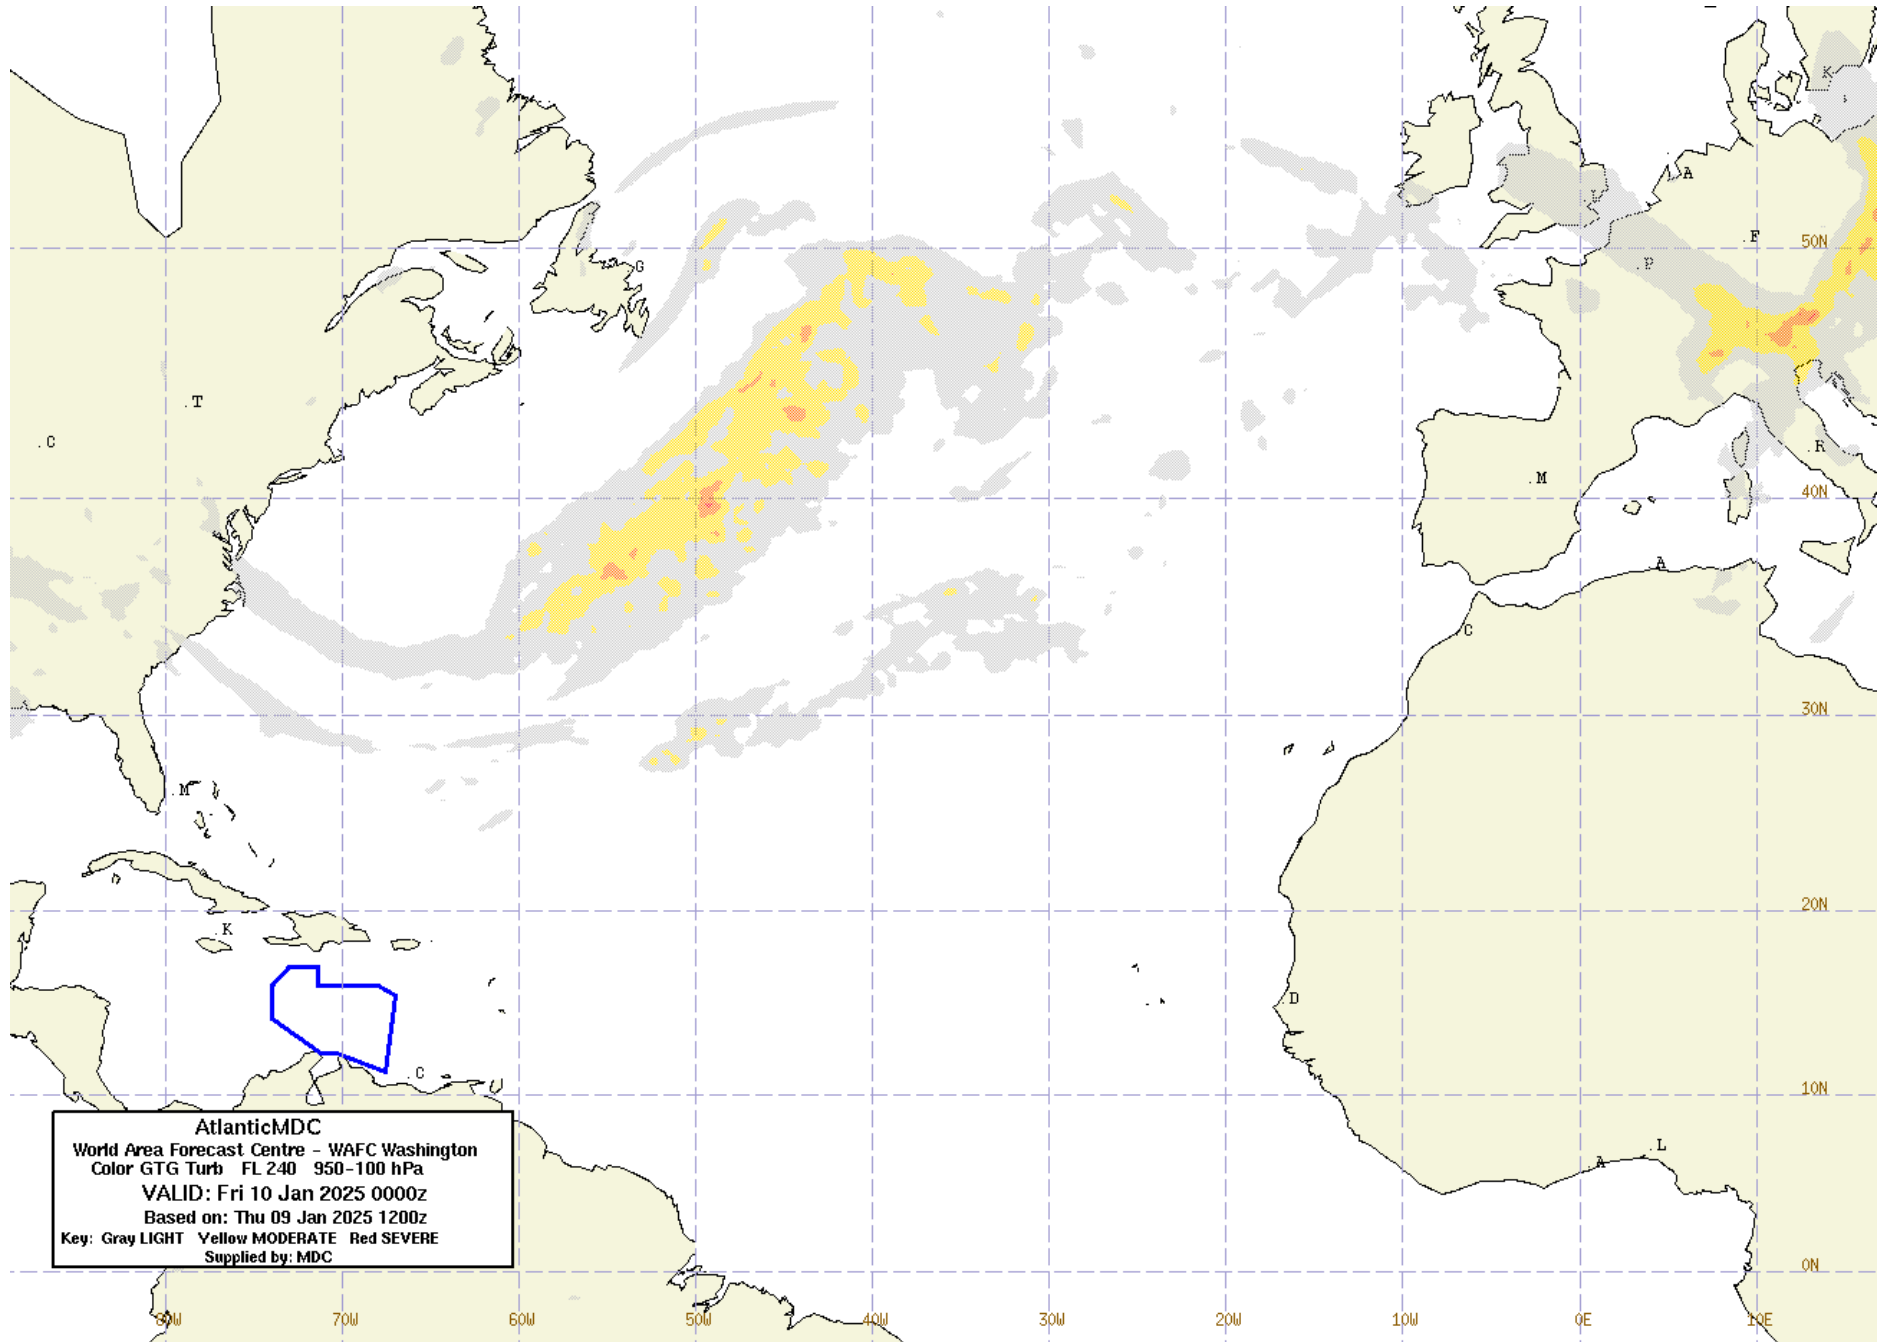 K
P
A
L
50N
F
G
P
T
C
R
40N
M
A
C
30N
M
20N
K
D
C
10N
L
A
AtlanticMDC
World Area Forecast Centre - WAFC Washington
Color GTG Turb FL 240 950-100 hPa
VALID: Fri 10 Jan 2025 0000z
Based on: Thu 09 Jan 2025 1200z
Key: Gray LIGHT Yellow MODERATE Red SEVERE
Supplied by: MDC
0N
80W 70W 60W 50W 40W 30W 20W 10W 0E 10E